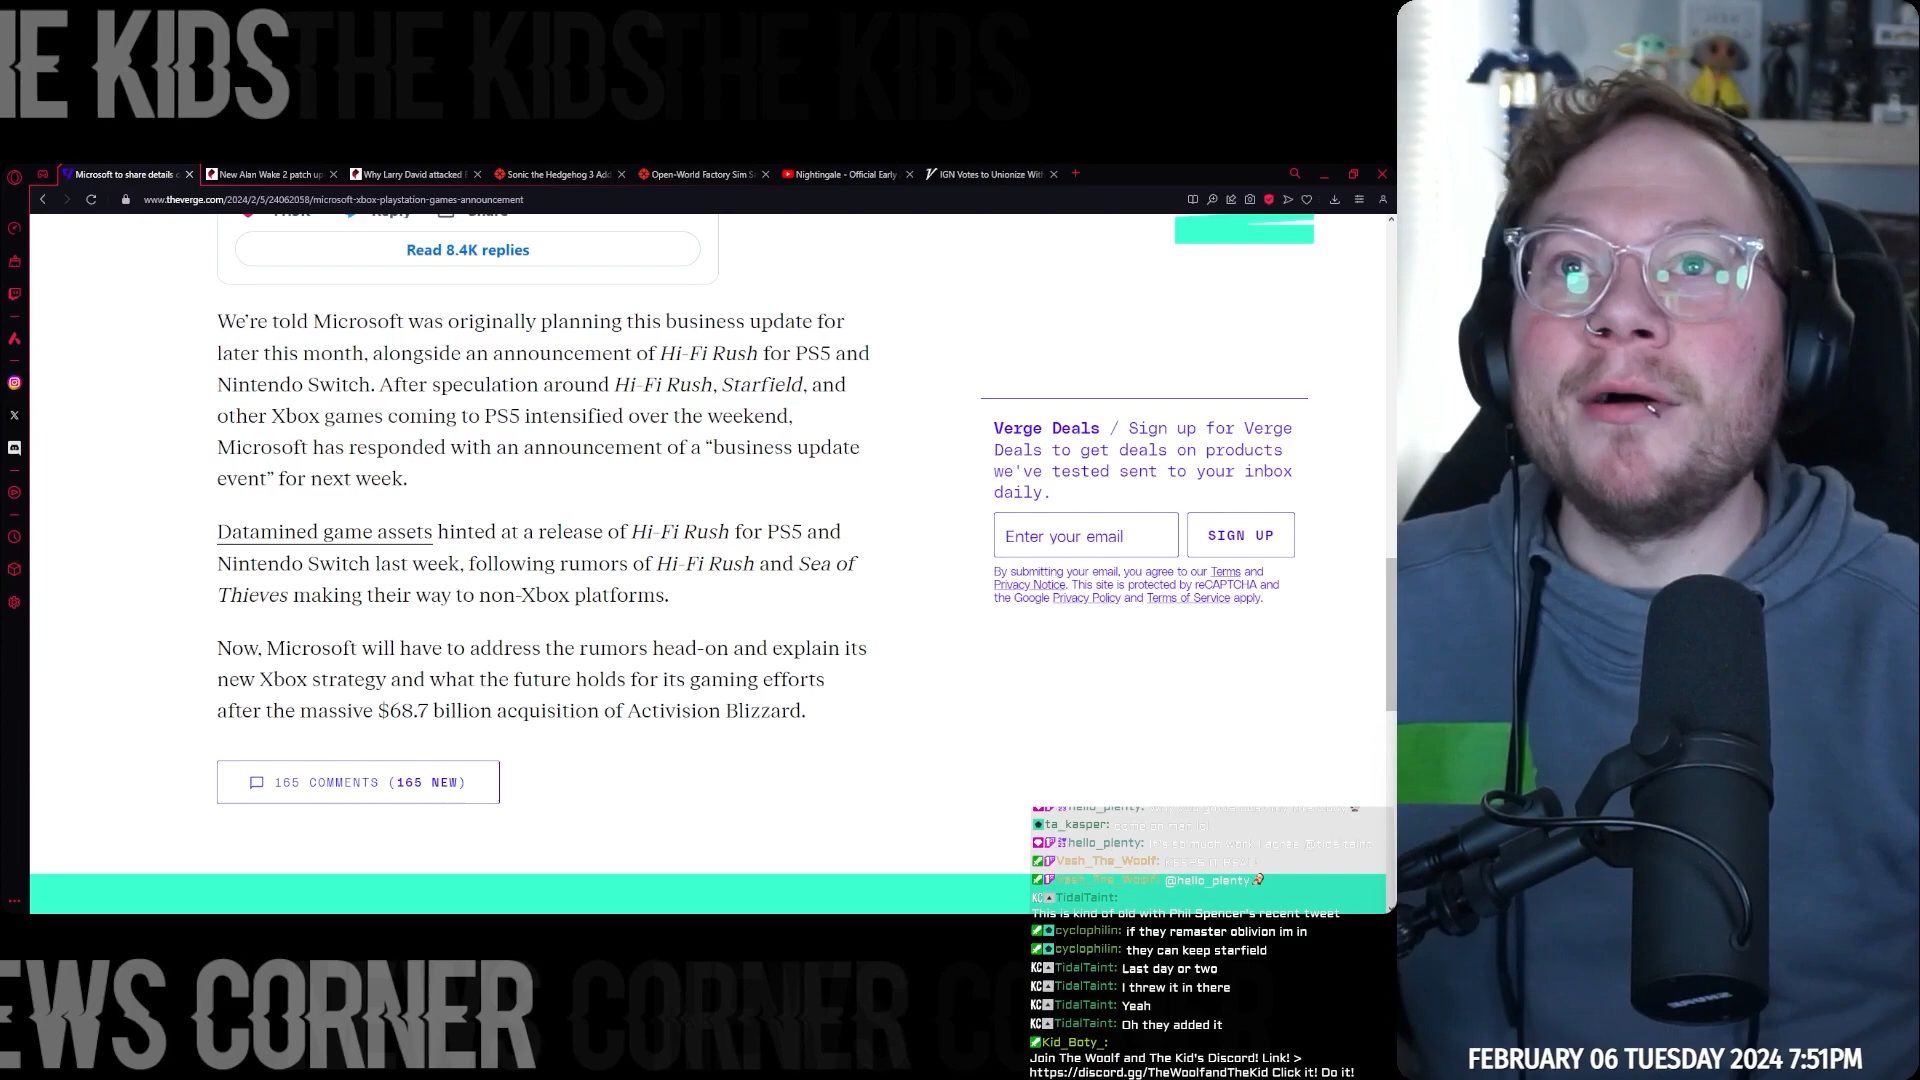 HE KIDS THE KIDS THE KIDS
Microsoft to share details o
New Alan Wake 2 patch up
Why Larry David attacked E
Sonic the Hedgehog 3 Add
Open-World Factory Sim S
Nightingale - Official Early
IGN Votes to Unionize With
www.theverge.com/2024/2/5/24062058/microsoft-xbox-playstation-games-announcement
Read 8.4K replies
We're told Microsoft was originally planning this business update for
later this month, alongside an announcement of Hi-Fi Rush for PS5 and
Nintendo Switch. After speculation around Hi-Fi Rush, Starfield, and
other Xbox games coming to PS5 intensified over the weekend,
Microsoft has responded with an announcement of a “business update
event” for next week.
Datamined game assets hinted at a release of Hi-Fi Rush for PS5 and
Nintendo Switch last week, following rumors of Hi-Fi Rush and Sea of
Thieves making their way to non-Xbox platforms.
Now, Microsoft will have to address the rumors head-on and explain its
new Xbox strategy and what the future holds for its gaming efforts
after the massive $68.7 billion acquisition of Activision Blizzard.
165 COMMENTS (165 NEW)
Verge Deals / Sign up for Verge
Deals to get deals on products
we've tested sent to your inbox
daily.
Enter your email
SIGN UP
By submitting your email, you agree to our Terms and
Privacy Notice. This site is protected by reCAPTCHA and
the Google Privacy Policy and Terms of Service apply.
hello_plenty:
ta_kasper:
hello_plenty:
Vash_The_Woolf:
Vash_The_Woolf: @hello_plenty
TidalTaint:
This is kind of old with Phil Spencer's recent tweet
cyclophilin: if they remaster oblivion im in
cyclophilin: they can keep starfield
KC TidalTaint: Last day or two
KC TidalTaint: I threw it in there
KC TidalTaint: Yeah
KC TidalTaint: Oh they added it
Kid_Boty_:
Join The Woolf and The Kid's Discord! Link! >
https://discord.gg/TheWoolfandTheKid Click it! Do it!
EWS CORNER CORNER
FEBRUARY 06 TUESDAY 2024 7:51PM